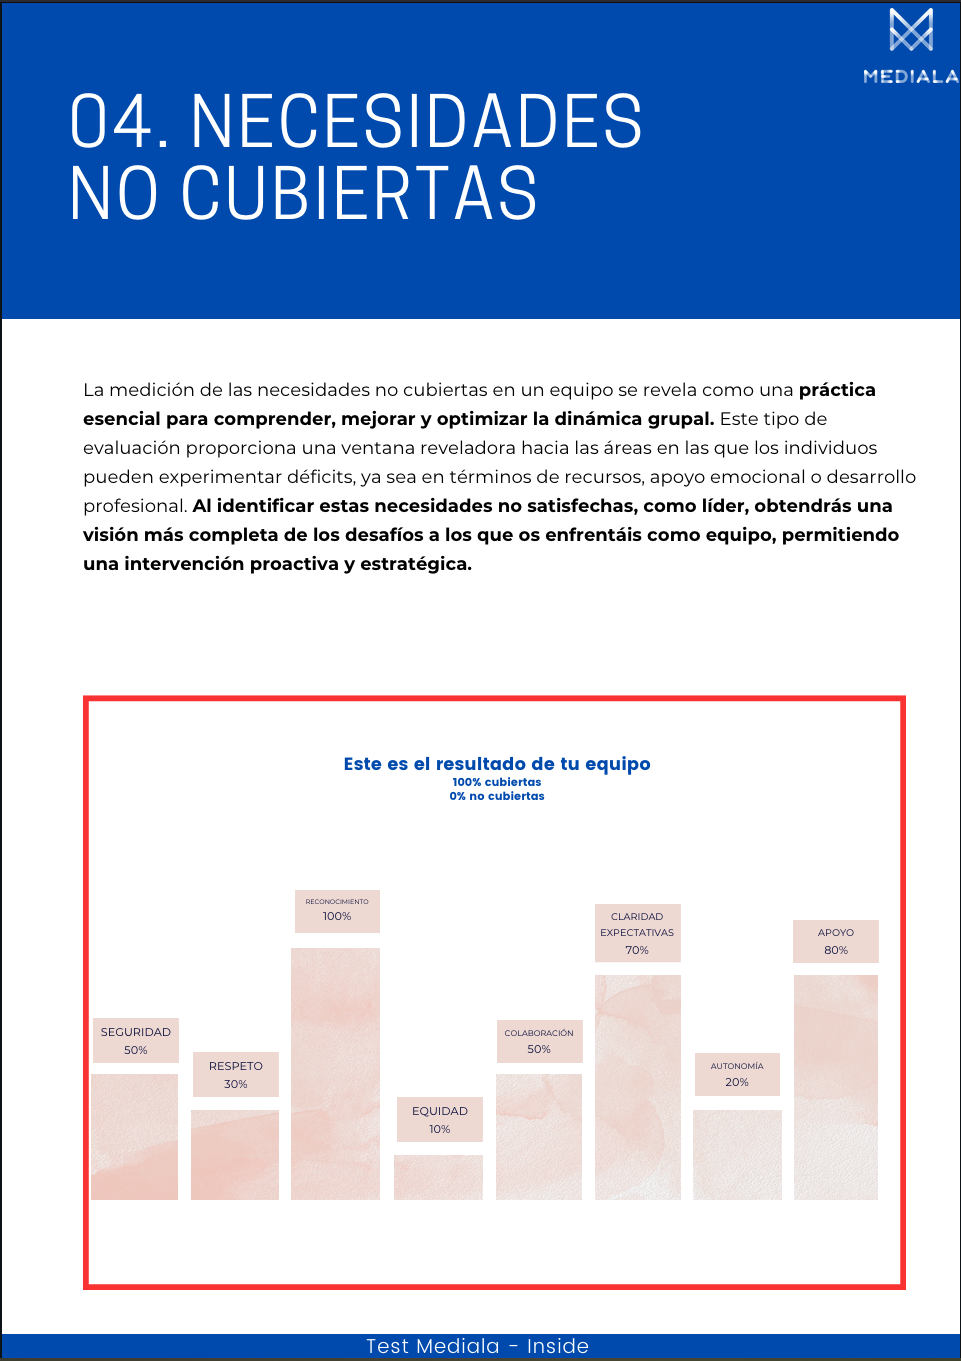 MEDIALA
04. NECESIDADES
NO CUBIERTAS
La medición de las necesidades no cubiertas en un equipo se revela como una práctica
esencial para comprender, mejorar y optimizar la dinámica grupal. Este tipo de
evaluación proporciona una ventana reveladora hacia las áreas en las que los individuos
pueden experimentar déficits, ya sea en términos de recursos, apoyo emocional o desarrollo
profesional. Al identificar estas necesidades no satisfechas, como líder, obtendrás una
visión más completa de los desafíos a los que os enfrentáis como equipo, permitiendo
una intervención proactiva y estratégica.
Este es el resultado de tu equipo
100% cubiertas
0% no cubiertas
SEGURIDAD
50%
RESPETO
30%
RECONOCIMIENTO
100%
EQUIDAD
10%
COLABORACIÓN
50%
CLARIDAD
EXPECTATIVAS
70%
AUTONOMÍA
20%
APOYO
80%
Test Mediala - Inside